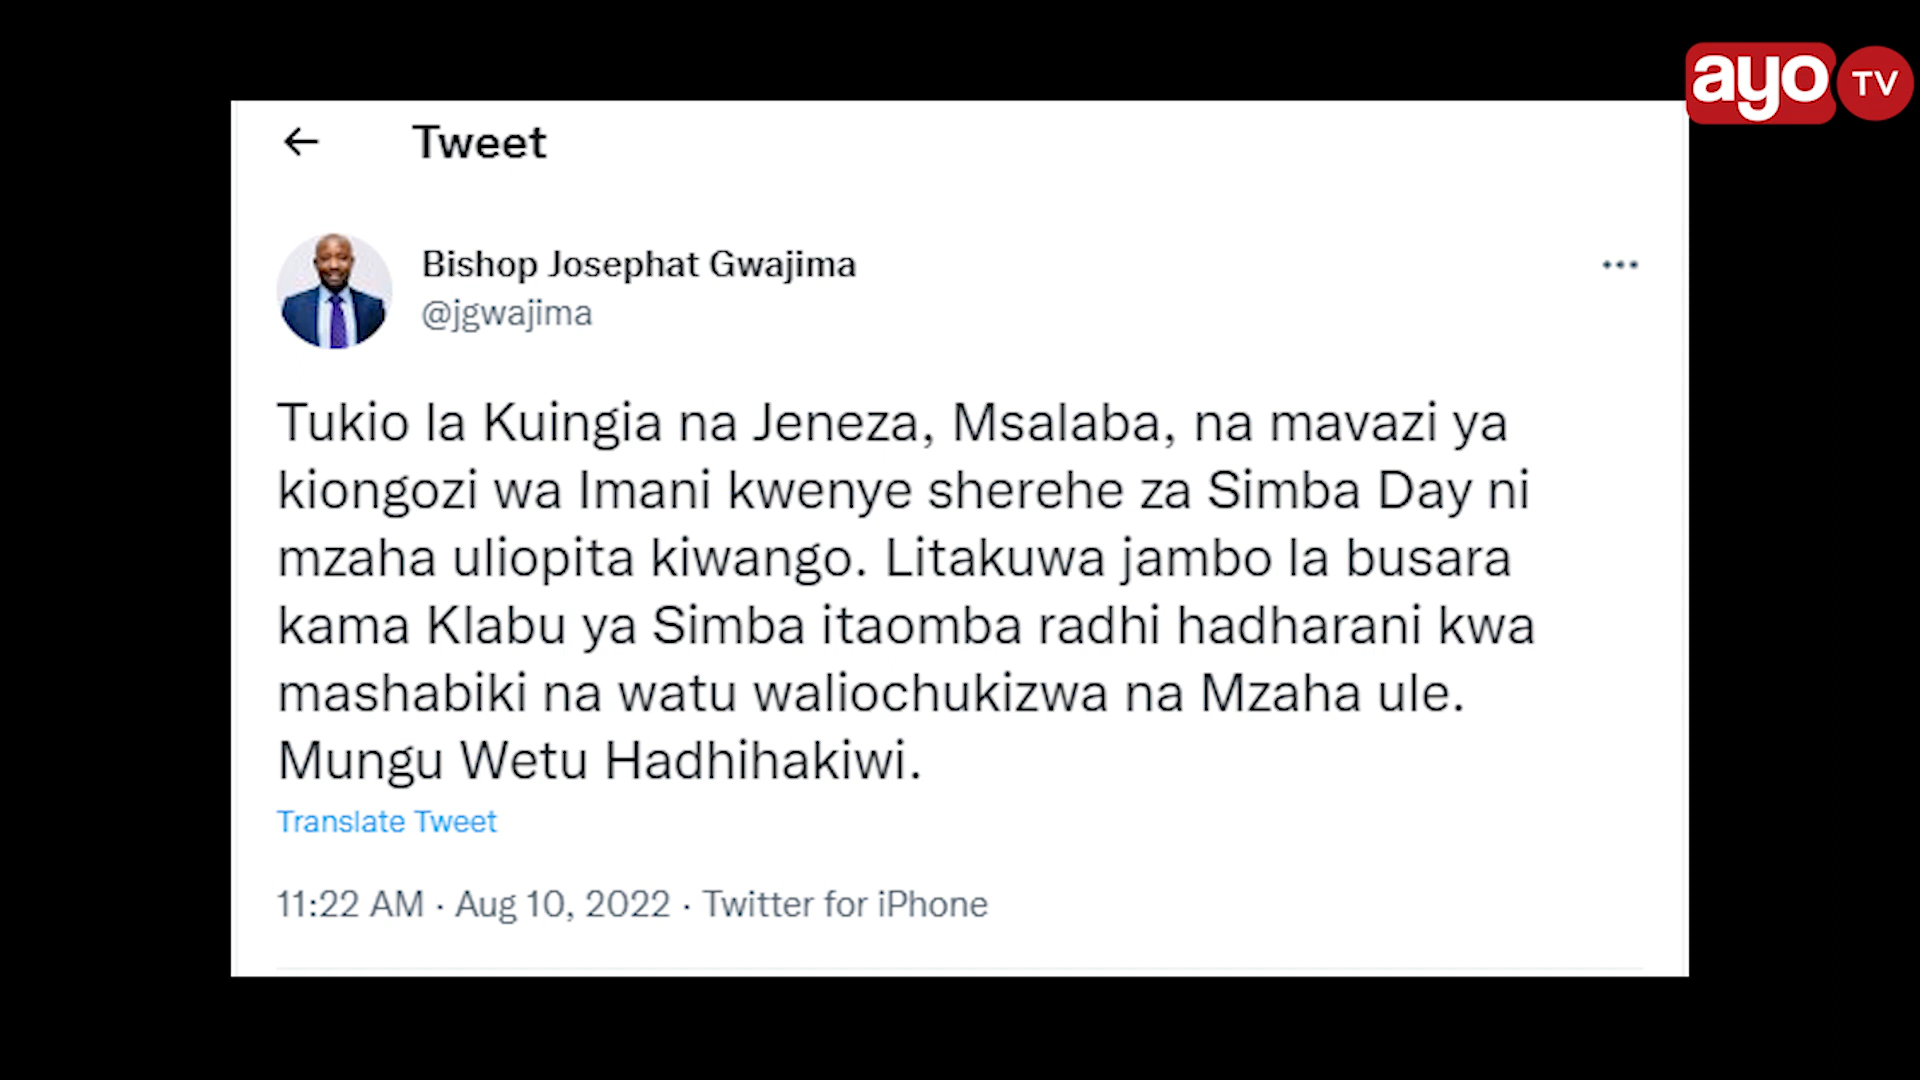 ayo TV
Tweet
Bishop Josephat Gwajima
@jgwajima
Tukio la Kuingia na Jeneza, Msalaba, na mavazi ya
kiongozi wa Imani kwenye sherehe za Simba Day ni
mzaha uliopita kiwango. Litakuwa jambo la busara
kama Klabu ya Simba itaomba radhi hadharani kwa
mashabiki na watu waliochukizwa na Mzaha ule.
Mungu Wetu Hadhihakiwi.
Translate Tweet
11:22 AM · Aug 10, 2022 · Twitter for iPhone